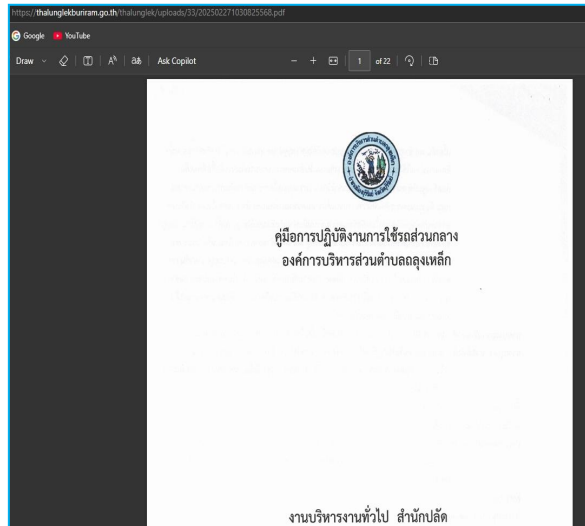 https://thalunglekburiram.go.th/thalunglek/uploads/33/202502271030825568.pdf
Google YouTube
Draw Ask Copilot 1 of 22
คู่มือการปฏิบัติงานการใช้รถส่วนกลาง
องค์การบริหารส่วนตำบลถลุงเหล็ก
งานบริหารงานทั่วไป สำนักปลัด